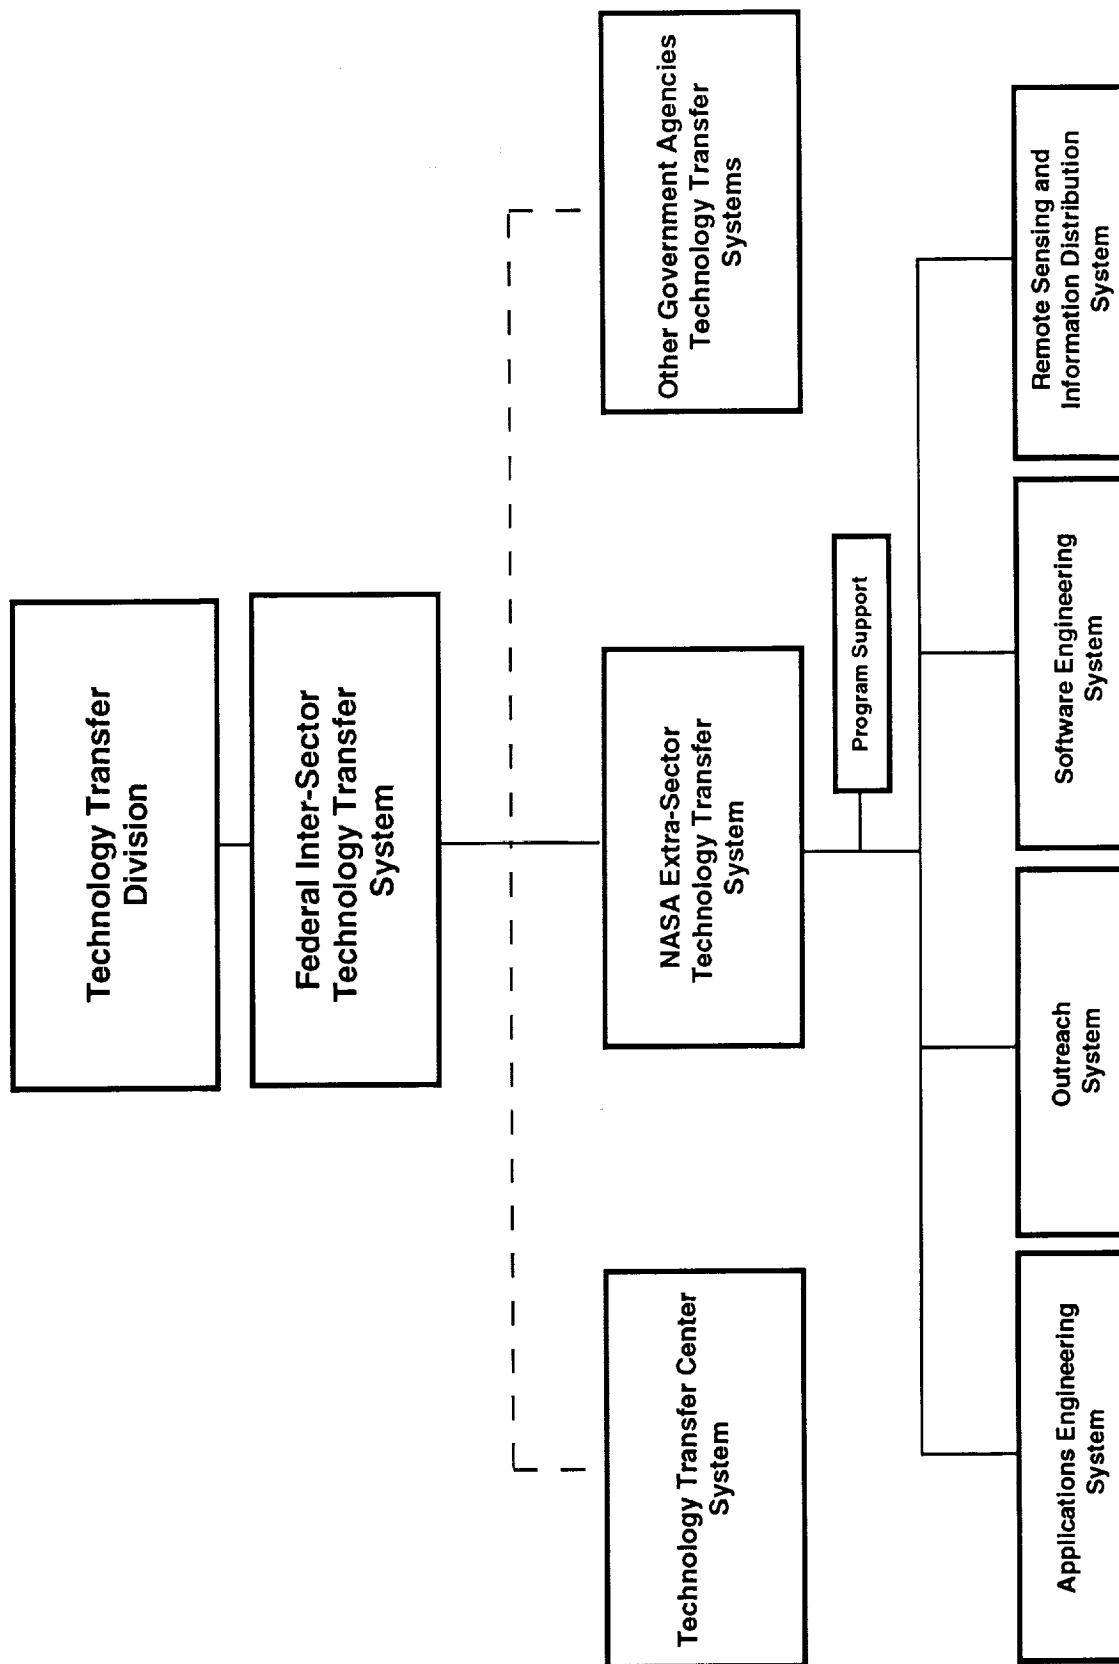 Technology Transfer
Division
Federal Inter-Sector
Technology Transfer
System
Technology Transfer Center
System
NASA Extra-Sector
Technology Transfer
System
Other Government Agencies
Technology Transfer
Systems
Program Support
Applications Engineering
System
Outreach
System
Software Engineering
System
Remote Sensing and
Information Distribution
System